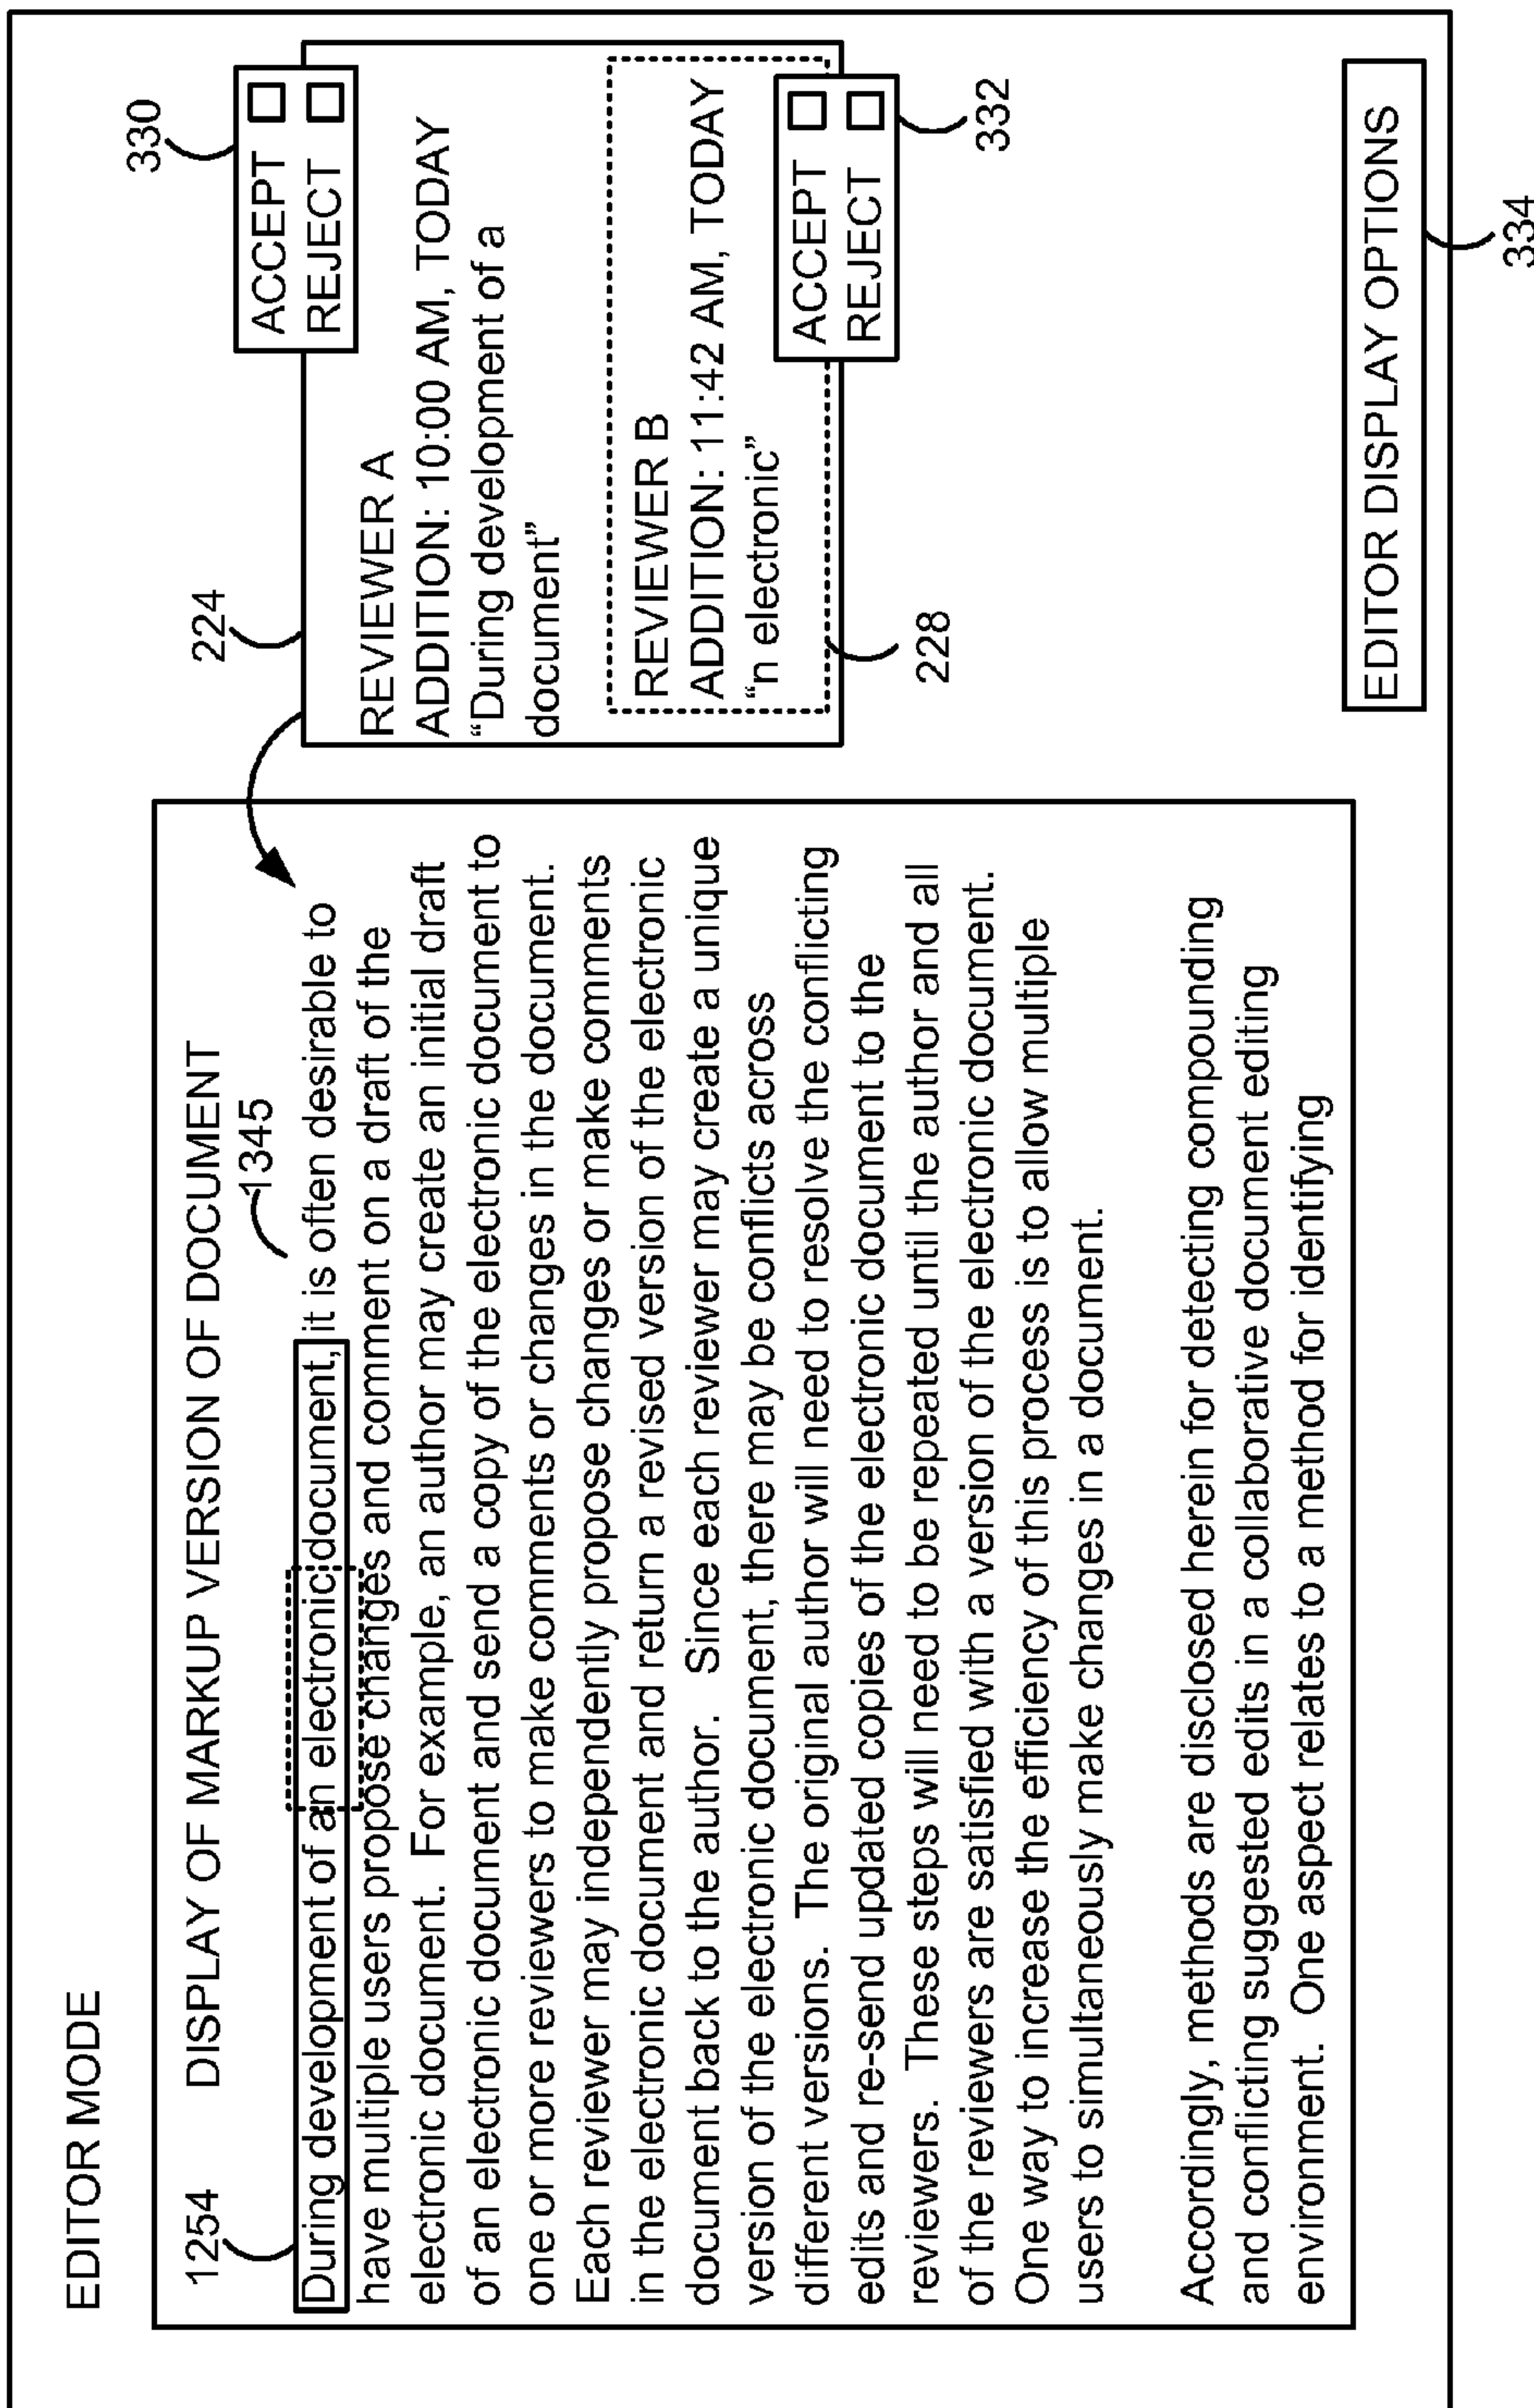 EDITOR MODE
DISPLAY OF MARKUP VERSION OF DOCUMENT
1254
1345
During development of an electronic document, it is often desirable to
have multiple users propose changes and comment on a draft of the
electronic document. For example, an author may create an initial draft
of an electronic document and send a copy of the electronic document to
one or more reviewers to make comments or changes in the document.
Each reviewer may independently propose changes or make comments
in the electronic document and return a revised version of the electronic
document back to the author. Since each reviewer may create a unique
version of the electronic document, there may be conflicts across
different versions. The original author will need to resolve the conflicting
edits and re-send updated copies of the electronic document to the
reviewers. These steps will need to be repeated until the author and all
of the reviewers are satisfied with a version of the electronic document.
One way to increase the efficiency of this process is to allow multiple
users to simultaneously make changes in a document.
Accordingly, methods are disclosed herein for detecting compounding
and conflicting suggested edits in a collaborative document editing
environment. One aspect relates to a method for identifying
224
330
ACCEPT
REJECT
REVIEWER A
ADDITION: 10:00 AM, TODAY
“During development of a
document”
REVIEWER B
ADDITION: 11:42 AM, TODAY
“n electronic”
ACCEPT
REJECT
228
332
EDITOR DISPLAY OPTIONS
334